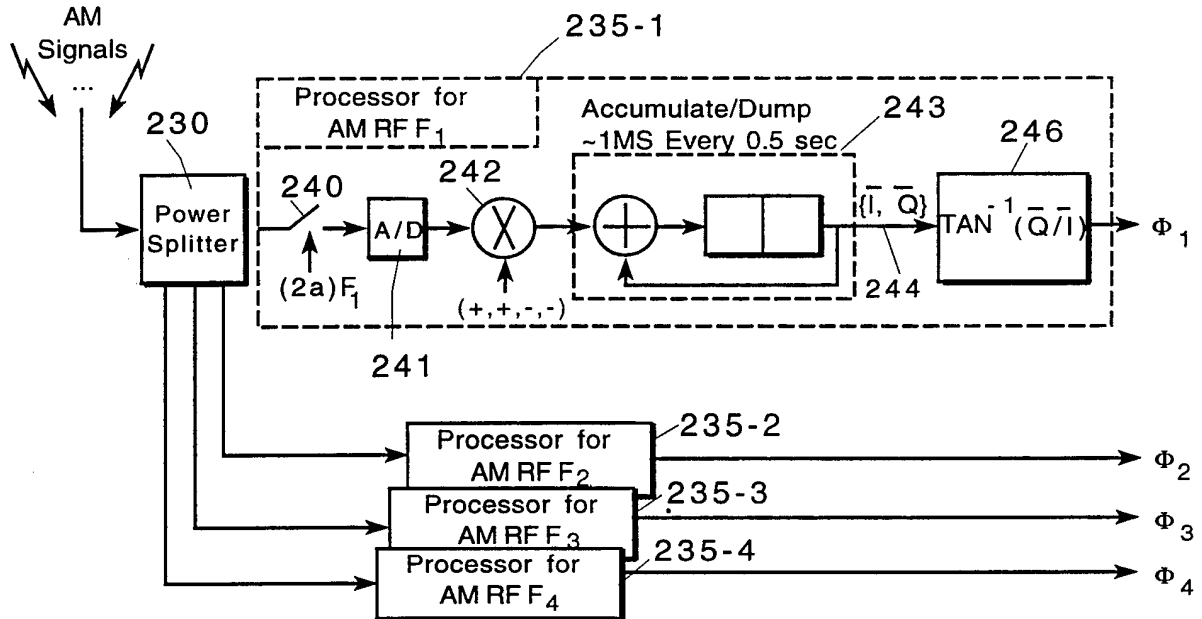 AM
Signals
...
235-1
Processor for
AM RF F₁
Accumulate/Dump
~1MS Every 0.5 sec
243
246
230
Power
Splitter
240
(2a)F₁
A/D
241
242
X
(+,+,-,-)
+
{I̅, Q̅}
244
TAN⁻¹(Q̅/I̅)
Φ₁
235-2
Processor for
AM RF F₂
Φ₂
235-3
Processor for
AM RF F₃
Φ₃
235-4
Processor for
AM RF F₄
Φ₄